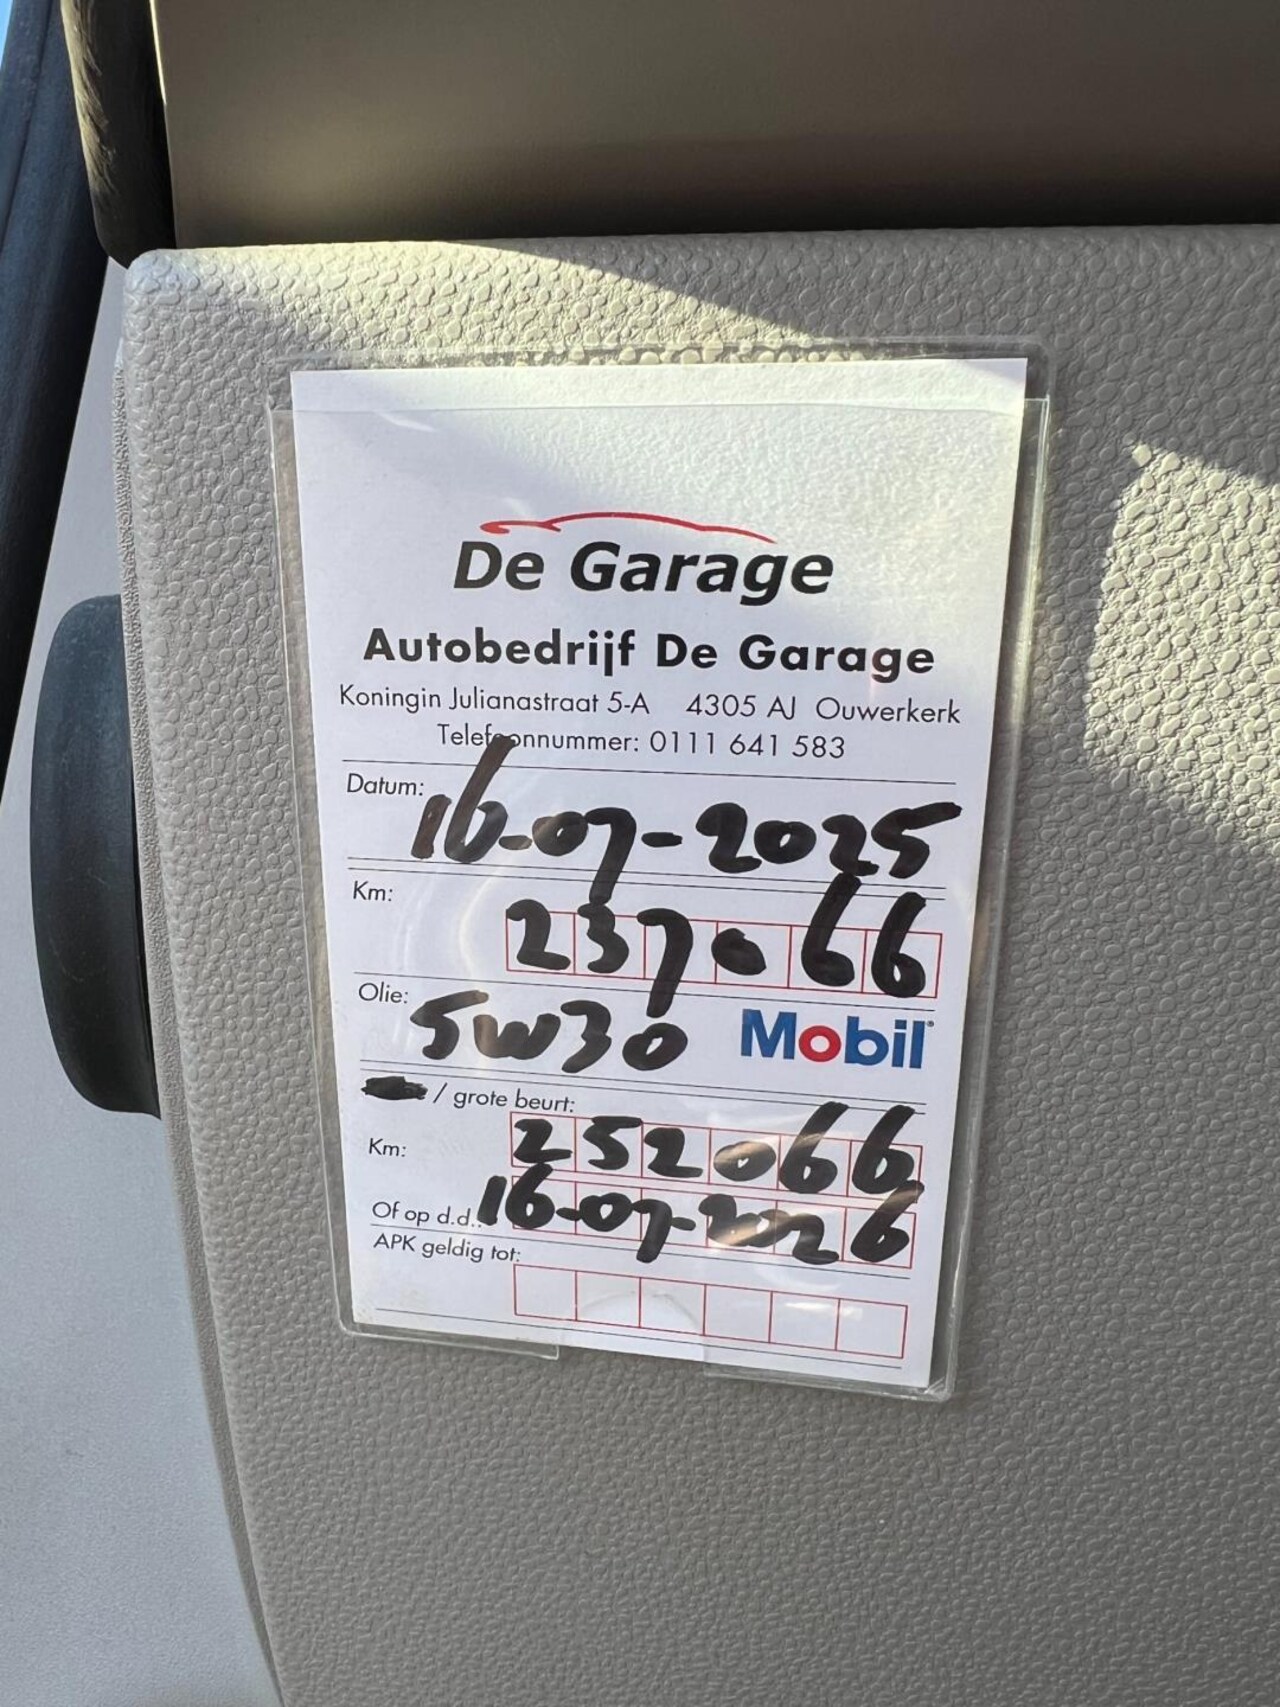 De Garage
Autobedrijf De Garage
Koningin Julianastraat 5-A 4305 AJ Ouwerkerk
Telefoonnummer: 0111 641 583
Datum: 16-07-2025
Km: 237066
Olie: 5W30 Mobil
/ grote beurt:
Km: 252066
Of op d.d.: 16-07-2026
APK geldig tot: